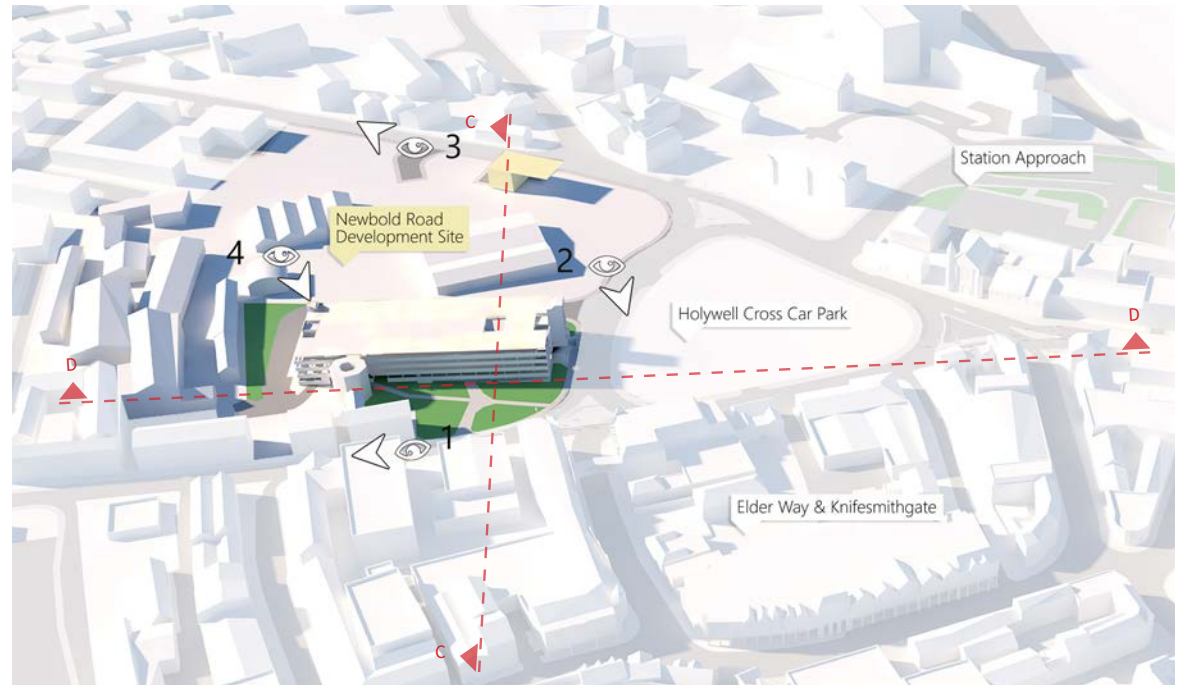 C
3
Station Approach
Newbold Road
Development Site
4
2
Holywell Cross Car Park
D
D
1
Elder Way & Knifesmithgate
C